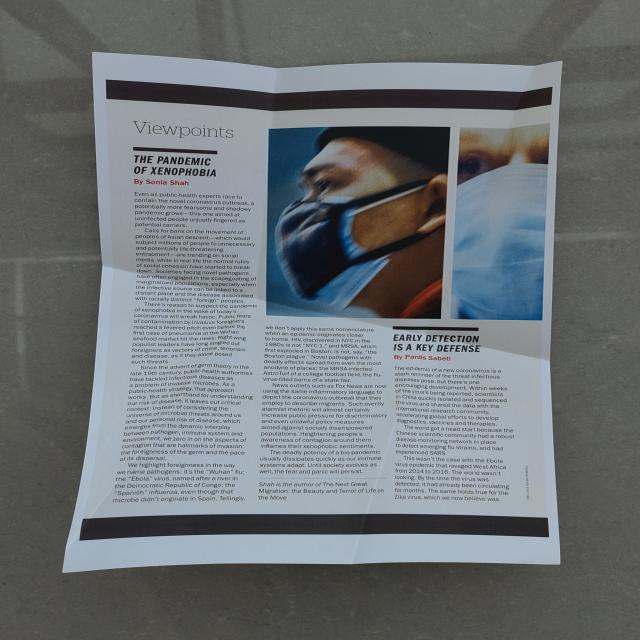 Viewpoints
THE PANDEMIC
OF XENOPHOBIA
By Sonia Shah
Even as public-health experts race to
contain the novel coronavirus outbreak, a
potentially more fearsome and shadowy
pandemic grows—this one aimed at
uninfected people unjustly fingered as
potential carriers.
Calls for bans on the movement of
peoples of Asian descent—which would
subject millions of people to unnecessary
and potentially life-threatening
entrapment—are trending on social
media, while in real life the normal rules
of social cohesion have started to break
down. Societies facing novel pathogens
have often engaged in the scapegoating of
marginalized populations, especially when
the infective source can be linked to a
distant place and the disease associated
with racially distinct "foreign" peoples.
There's reason to suspect the pandemic
of xenophobia in the wake of today's
coronavirus will wreak havoc. Public fears
of contamination by invasive foreigners
reached a fevered pitch even before the
first case of pneumonia at the Wuhan
seafood market hit the news. Right-wing
populist leaders have long singled out
foreigners as vectors of crime, terrorism
and disease, as if they alone posed
such threats.
Since the advent of germ theory in the
late 19th century, public-health authorities
have tackled infectious diseases as
a problem of invasive microbes. As a
public-health strategy, that can
works. But as shorthand for understanding
our risk of disease, it leaves out critical
context. Instead of considering the
universe of microbial threats around us
and our personal risk of disease, which
emerges from the dynamic interplay
between pathogen, immune system and
environment, we zero in on the aspects of
contagion that are hallmarks of invasion:
the foreignness of the germ and the pace
of its dispersal.
We highlight foreignness in the way
we name pathogens: it's the "Wuhan" flu;
the "Ebola" virus, named after a river in
the Democratic Republic of Congo; the
"Spanish" influenza, even though that
microbe didn't originate in Spain. Tellingly,
we don't apply this same nomenclature
when an epidemic originates closer
to home. HIV, discovered in NYC in the
1980s is not "NYC-1," and MRSA, which
first exploded in Boston, is not, say, "the
Boston plague." Novel pathogens with
deadly effects spread from even the most
anodyne of places: the MRSA-infected
AstroTurf of a college football field, the flu-
virus-filled barns of a state fair.
News outlets such as Fox News are now
using the same inflammatory language to
depict the coronavirus outbreak that they
employ to describe migrants. Such overly
alarmist rhetoric will almost certainly
increase public pressure for discriminatory
and even unlawful policy measures
aimed against socially disempowered
populations. Heightening people's
awareness of contagion around them
inflames their xenophobic sentiments.
The deadly potency of a bio-pandemic
usually dissipates quickly as our immune
systems adapt. Until society evolves as
well, the fear and panic will persist.
Shah is the author of The Next Great
Migration: the Beauty and Terror of Life on
the Move
EARLY DETECTION
IS A KEY DEFENSE
By Pardis Sabeti
The epidemic of a new coronavirus is a
stark reminder of the threat infectious
diseases pose, but there's one
encouraging development. Within weeks
of the virus's being reported, scientists
in China quickly isolated and sequenced
the virus and shared the data with the
international research community,
accelerating global efforts to develop
diagnostics, vaccines and therapies.
The world got a head start because the
Chinese scientific community had a robust
disease-monitoring network in place
to detect emerging flu strains, and had
experienced SARS.
This wasn't the case with the Ebola
virus epidemic that ravaged West Africa
from 2014 to 2016. The world wasn't
looking. By the time the virus was
detected, it had already been circulating
for months. The same holds true for the
Zika virus, which we now believe was